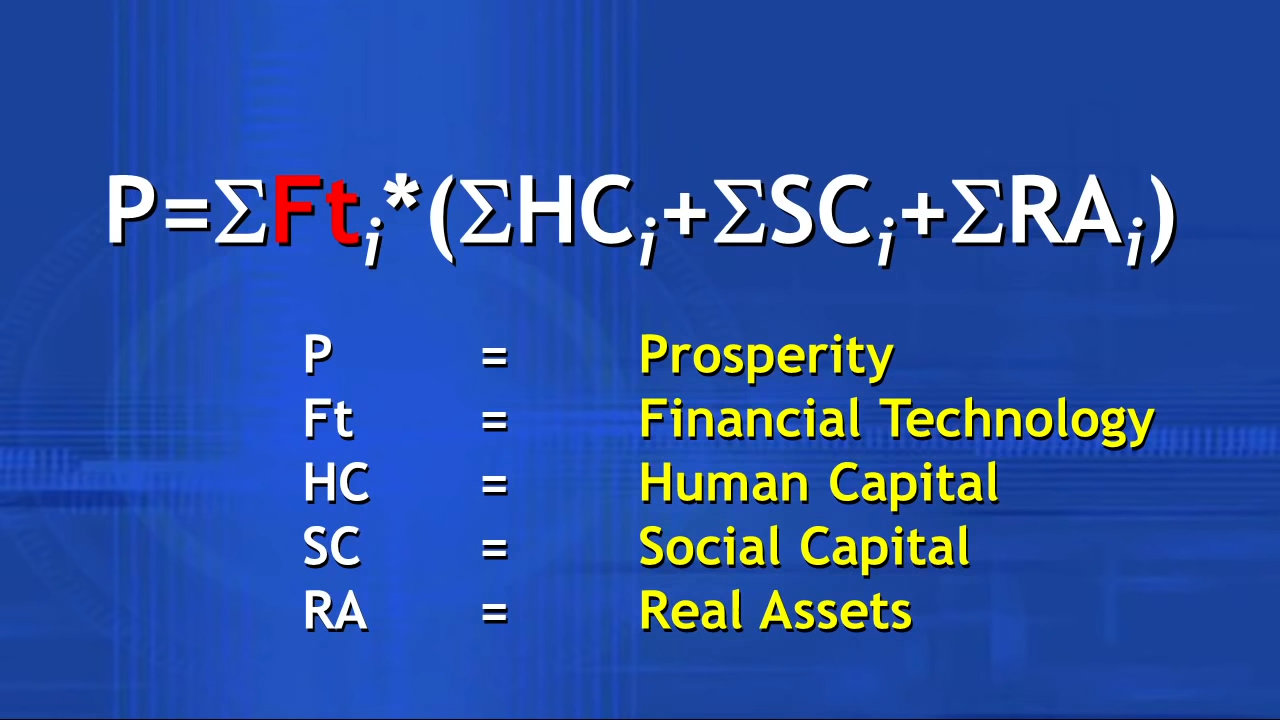 P=ΣFtᵢ*(ΣHCᵢ+ΣSCᵢ+ΣRAᵢ)
P = Prosperity
Ft = Financial Technology
HC = Human Capital
SC = Social Capital
RA = Real Assets